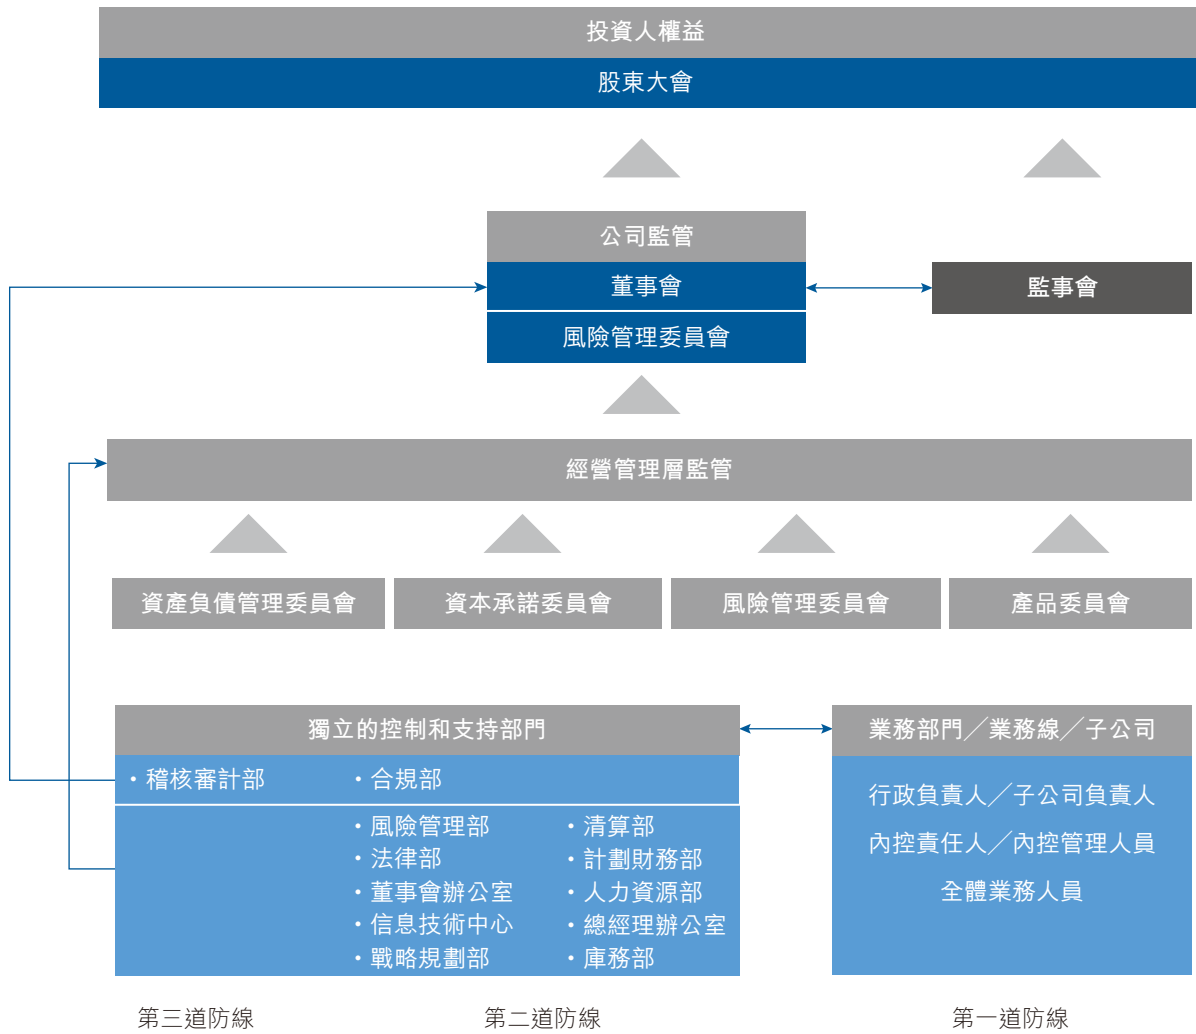 投資人權益
股東大會
公司監管
董事會
監事會
風險管理委員會
經營管理層監管
資產負債管理委員會
資本承諾委員會
風險管理委員會
產品委員會
獨立的控制和支持部門
業務部門╱業務線╱子公司
•稽核審計部
•合規部
•風險管理部
•法律部
•董事會辦公室
•信息技術中心
•戰略規劃部
•清算部
•計劃財務部
•人力資源部
•總經理辦公室
•庫務部
行政負責人╱子公司負責人
內控責任人╱內控管理人員
全體業務人員
第三道防線
第二道防線
第一道防線